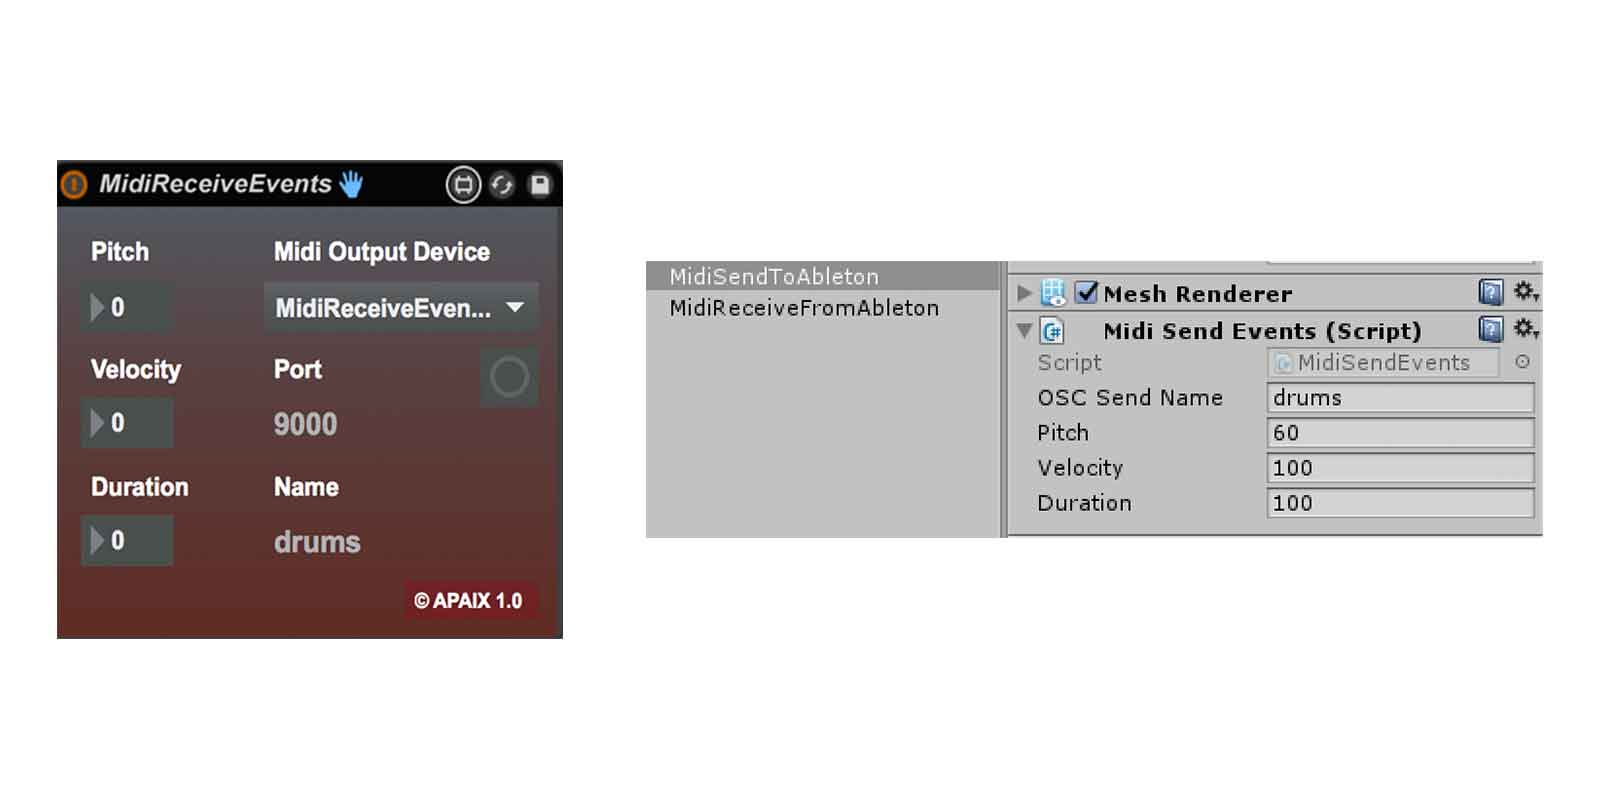 MidiReceiveEvents
Pitch
Midi Output Device
0
MidiReceiveEven...
Velocity
Port
0
9000
Duration
Name
0
drums
© APAIX 1.0
MidiSendToAbleton
MidiReceiveFromAbleton
Mesh Renderer
C# Midi Send Events (Script)
Script MidiSendEvents
OSC Send Name drums
Pitch 60
Velocity 100
Duration 100